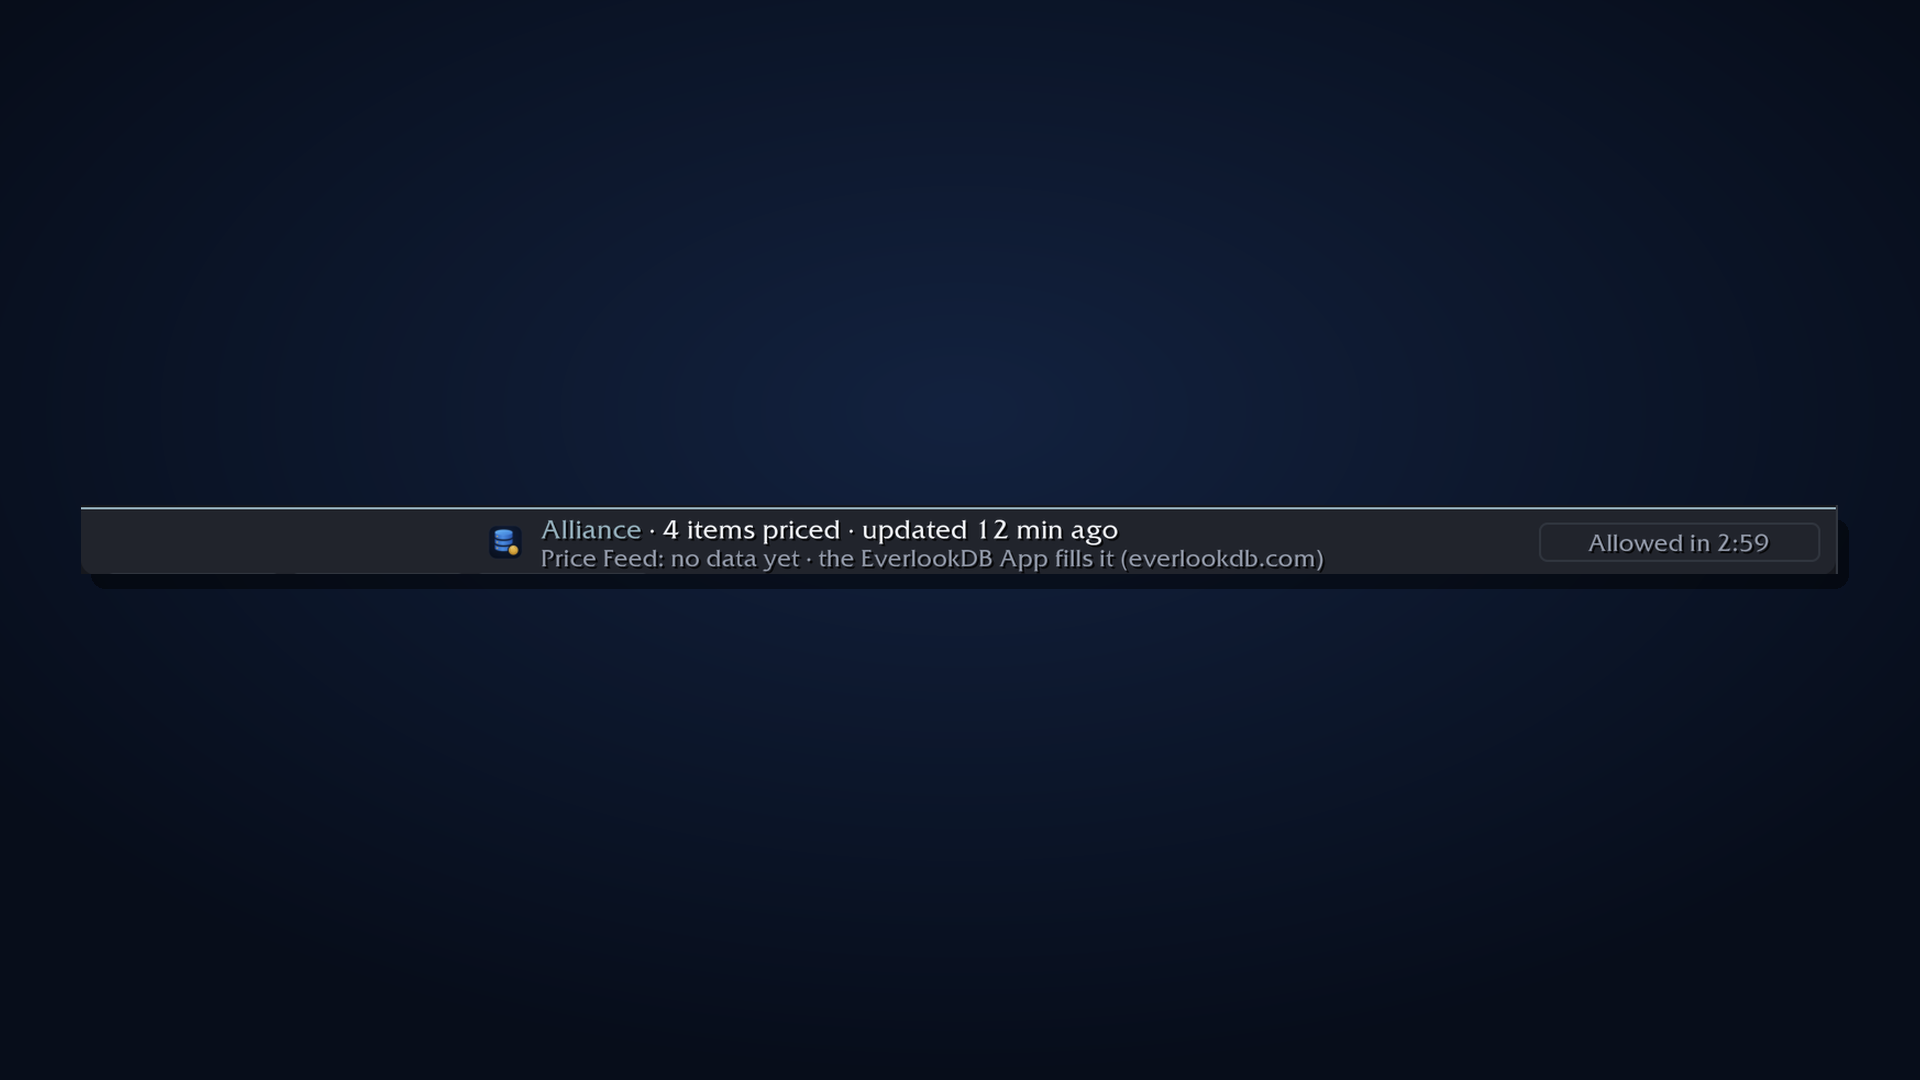 Alliance · 4 items priced · updated 12 min ago
Price Feed: no data yet · the EverlookDB App fills it (everlookdb.com)
Allowed in 2:59